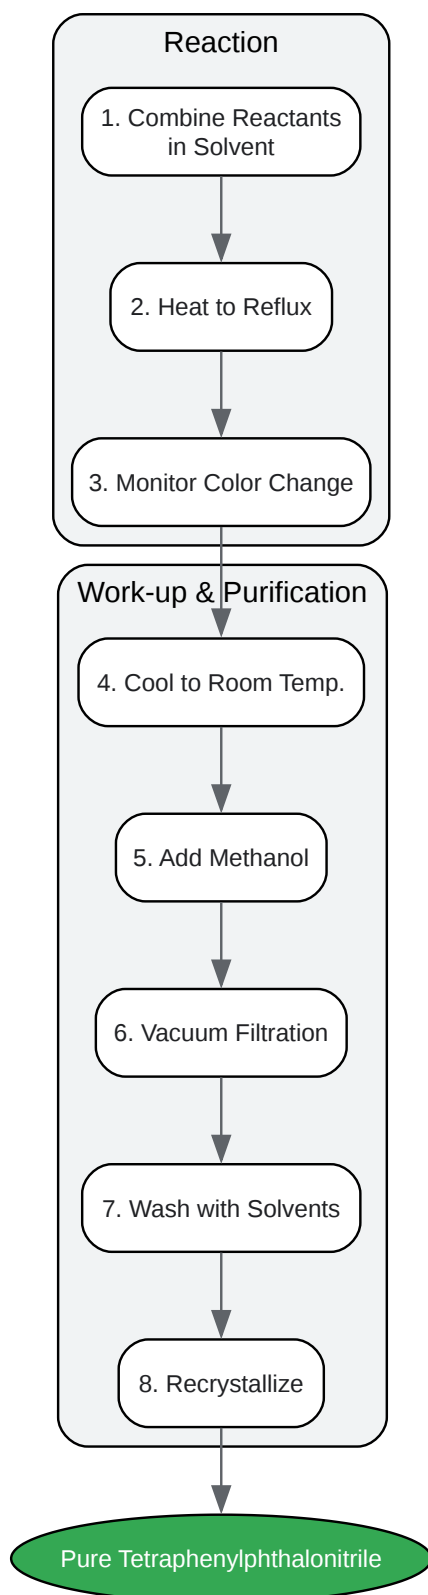 Reaction
1. Combine Reactants
in Solvent
2. Heat to Reflux
3. Monitor Color Change
Work-up & Purification
4. Cool to Room Temp.
5. Add Methanol
6. Vacuum Filtration
7. Wash with Solvents
8. Recrystallize
Pure Tetraphenylphthalonitrile